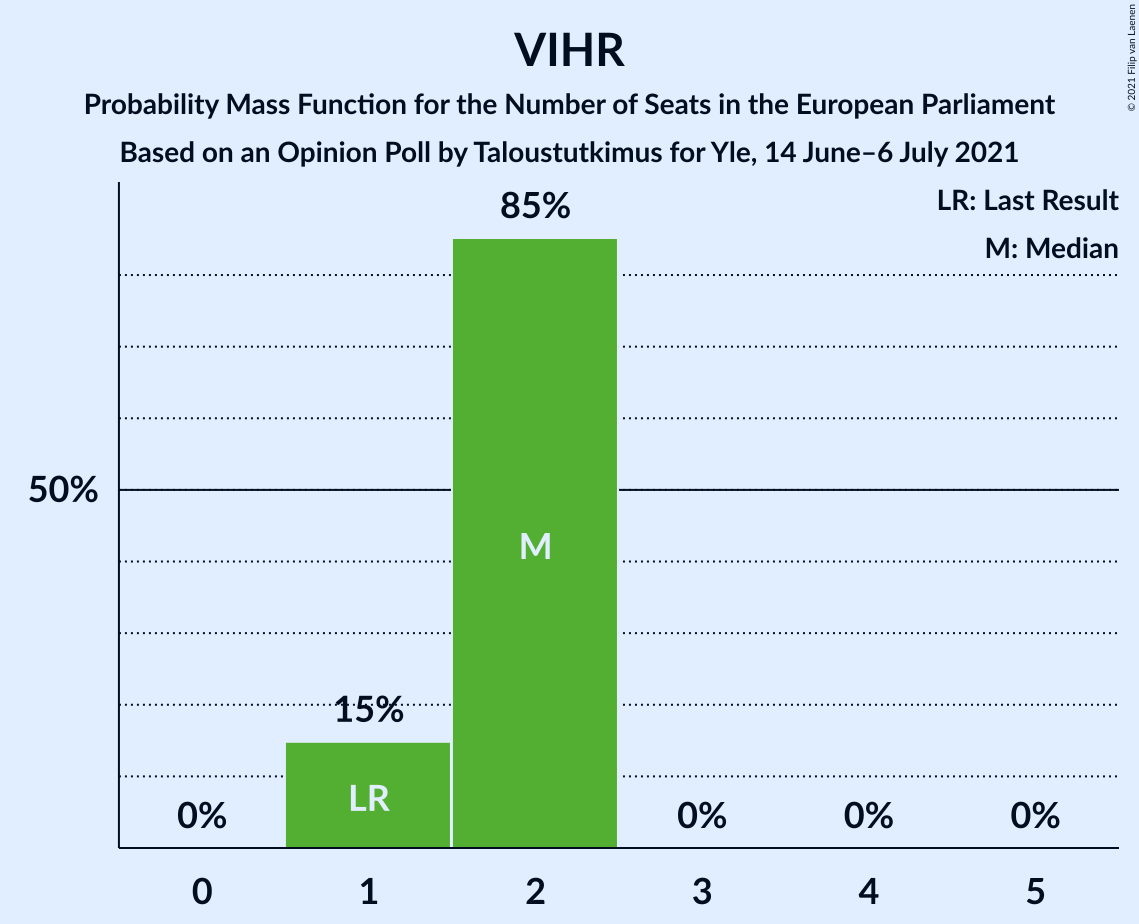 VIHR
Probability Mass Function for the Number of Seats in the European Parliament
Based on an Opinion Poll by Taloustutkimus for Yle, 14 June–6 July 2021
© 2021 Filip van Laenen
LR: Last Result
M: Median
85%
50%
M
15%
LR
0%
0%
0%
0%
0 1 2 3 4 5